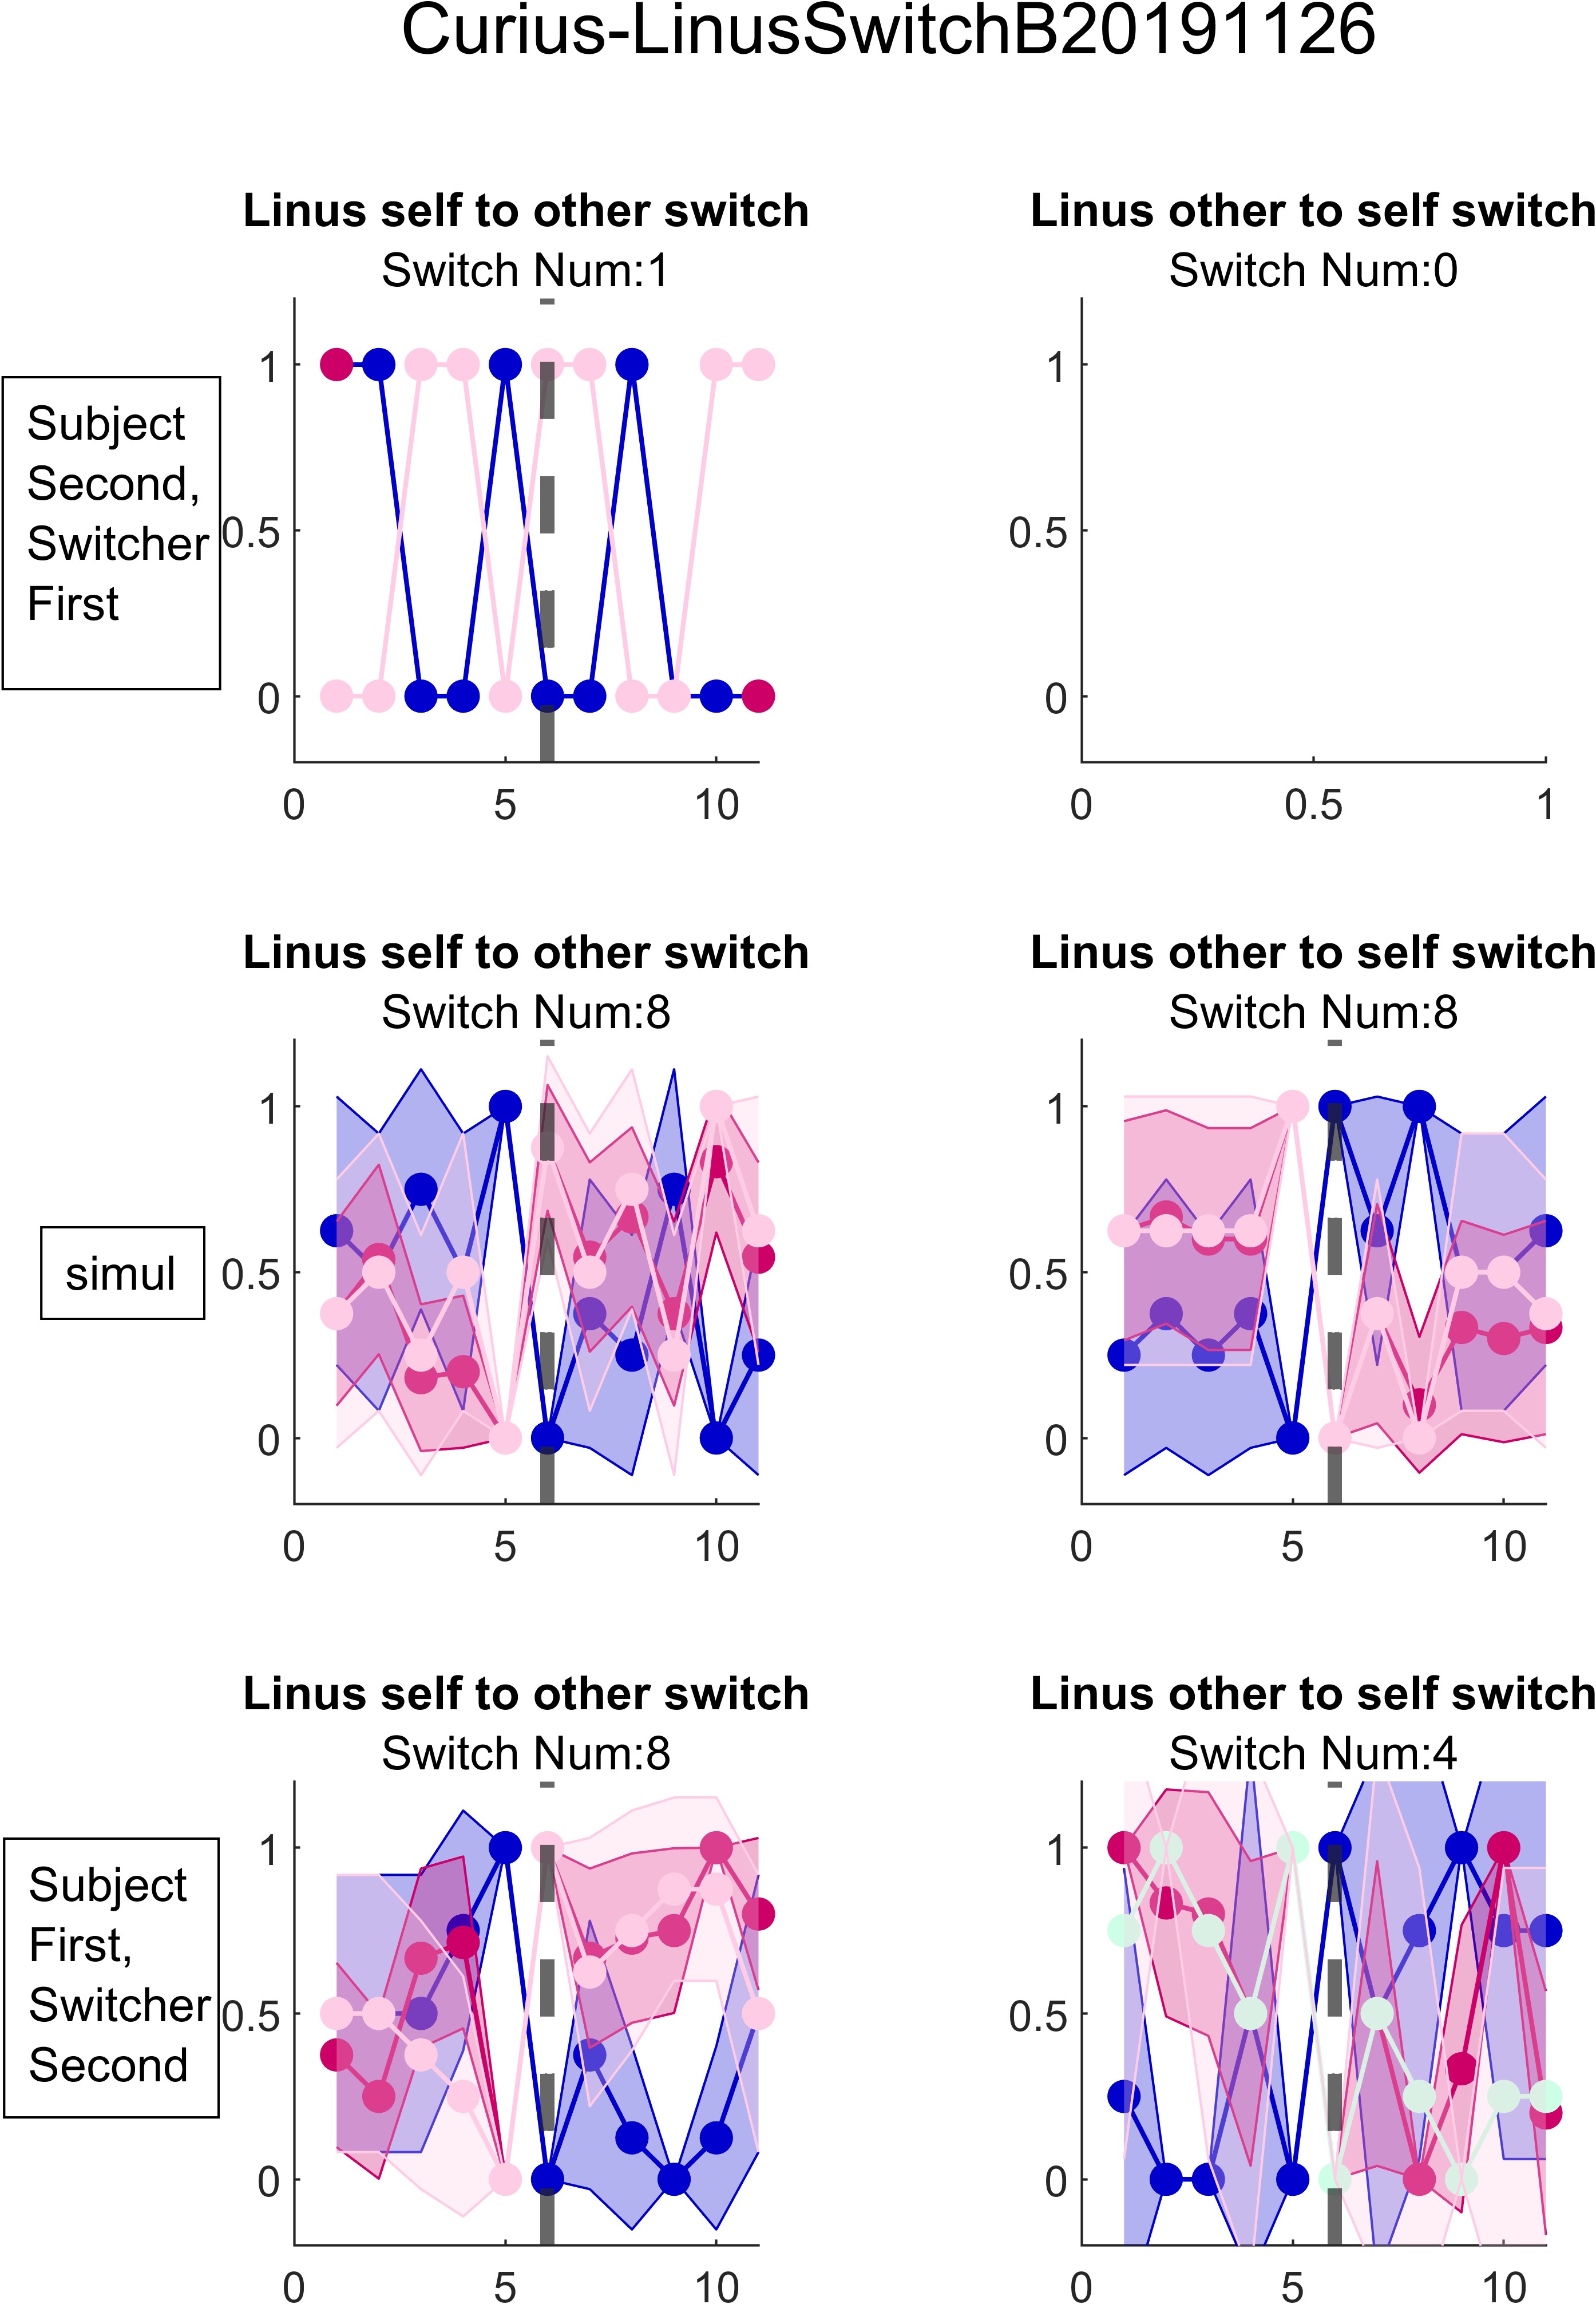 Curius-LinusSwitchB20191126
Linus self to other switch
Switch Num:1
Linus other to self switch
Switch Num:0
Subject
Second,
Switcher
First
1
0.5
0
0
5
10
1
0.5
0
0
0.5
1
Linus self to other switch
Switch Num:8
Linus other to self switch
Switch Num:8
simul
1
0.5
0
0
5
10
1
0.5
0
0
5
10
Linus self to other switch
Switch Num:8
Linus other to self switch
Switch Num:4
Subject
First,
Switcher
Second
1
0.5
0
0
5
10
1
0.5
0
0
5
10